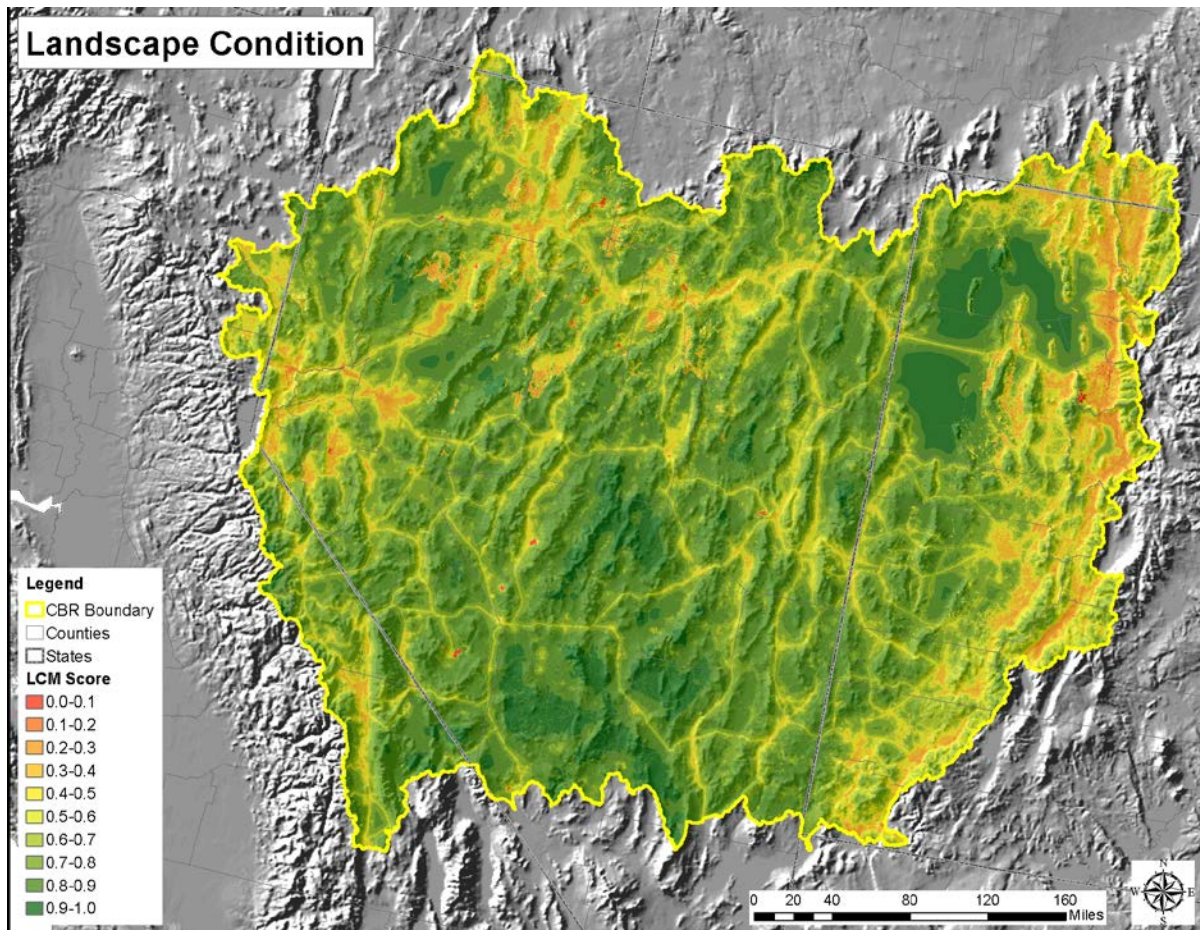 Landscape Condition
Legend
CBR Boundary
Counties
States
LCM Score
0.0-0.1
0.1-0.2
0.2-0.3
0.3-0.4
0.4-0.5
0.5-0.6
0.6-0.7
0.7-0.8
0.8-0.9
0.9-1.0
0 20 40 80 120 160
Miles
N
W E
S